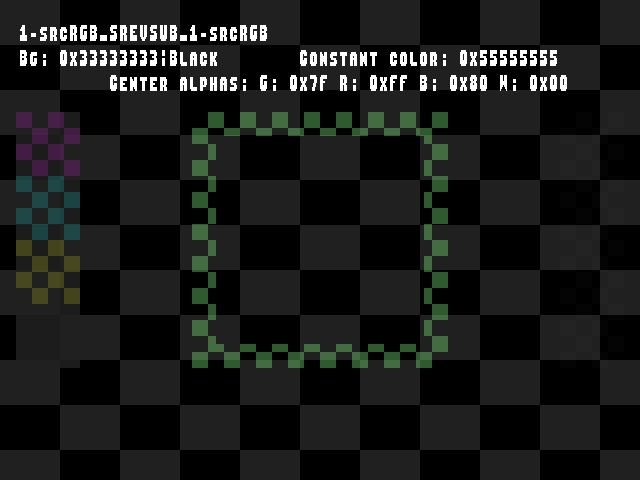 1-srcRGB_SREVSUB_1-srcRGB
Bg: 0x33333333¦Black Constant color: 0x55555555
Center alphas: G: 0x7F R: 0xFF B: 0x80 W: 0x00